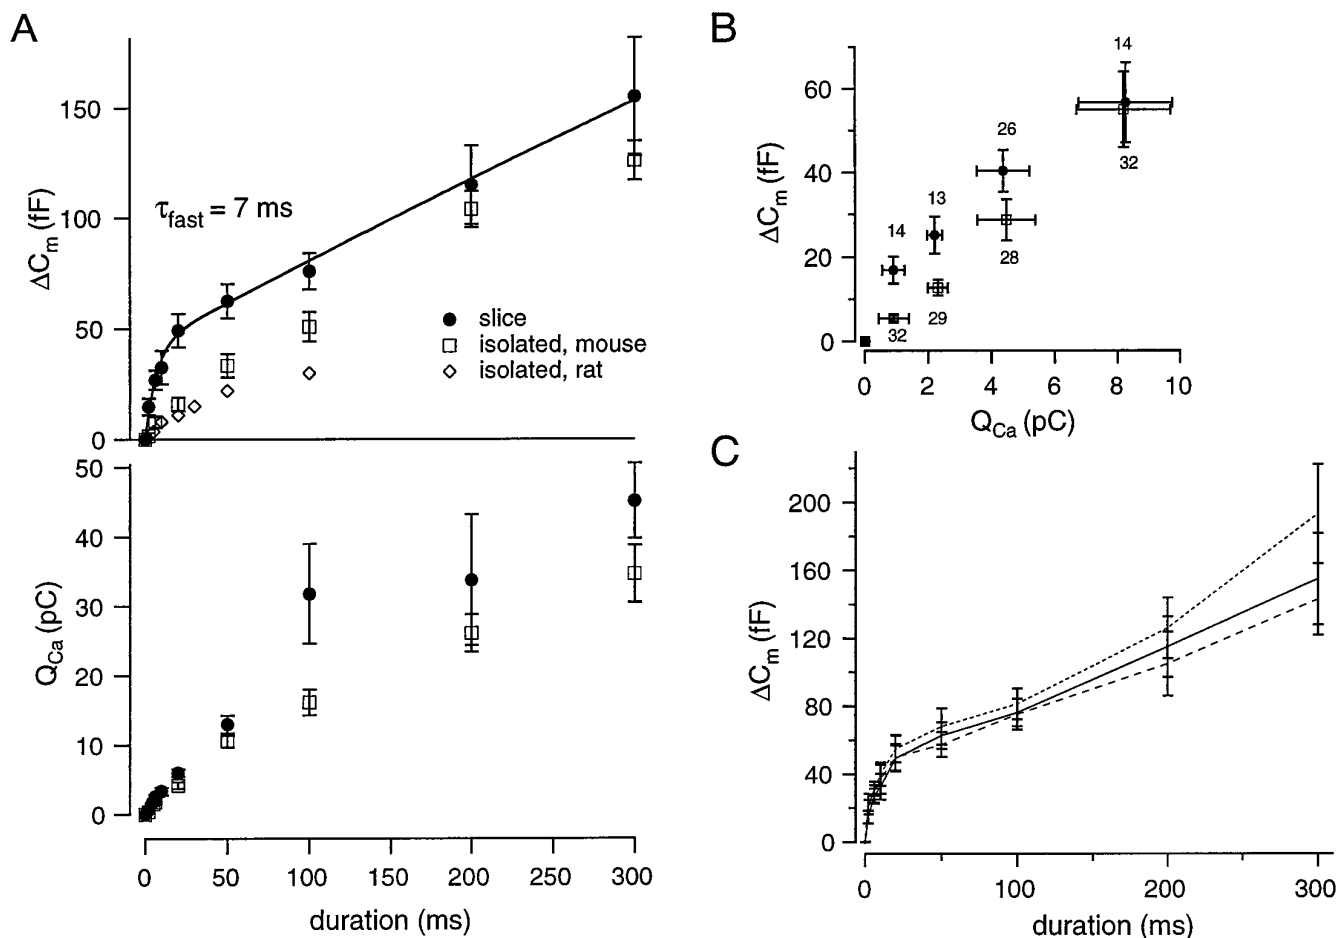 A
150
100
50
0
ΔCm (fF)
τfast = 7 ms
slice
isolated, mouse
isolated, rat
50
40
30
20
10
0
QCa (pC)
0 50 100 150 200 250 300
duration (ms)
B
60
40
20
0
ΔCm (fF)
14
26
32
13
14
28
29
32
0 2 4 6 8 10
QCa (pC)
C
200
160
120
80
40
0
ΔCm (fF)
0 100 200 300
duration (ms)